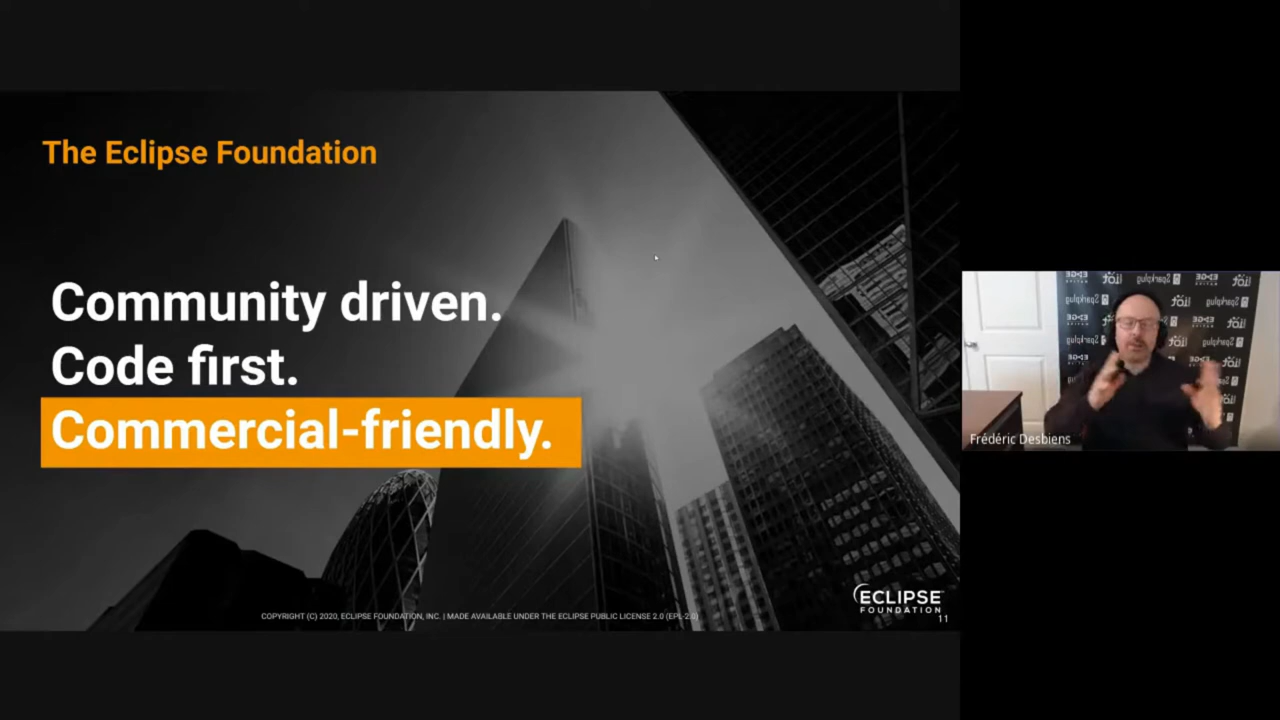 The Eclipse Foundation
Community driven.
Code first.
Commercial-friendly.
COPYRIGHT (C) 2020, ECLIPSE FOUNDATION, INC. | MADE AVAILABLE UNDER THE ECLIPSE PUBLIC LICENSE 2.0 (EPL-2.0)
ECLIPSE
FOUNDATION
11
Frédéric Desbiens